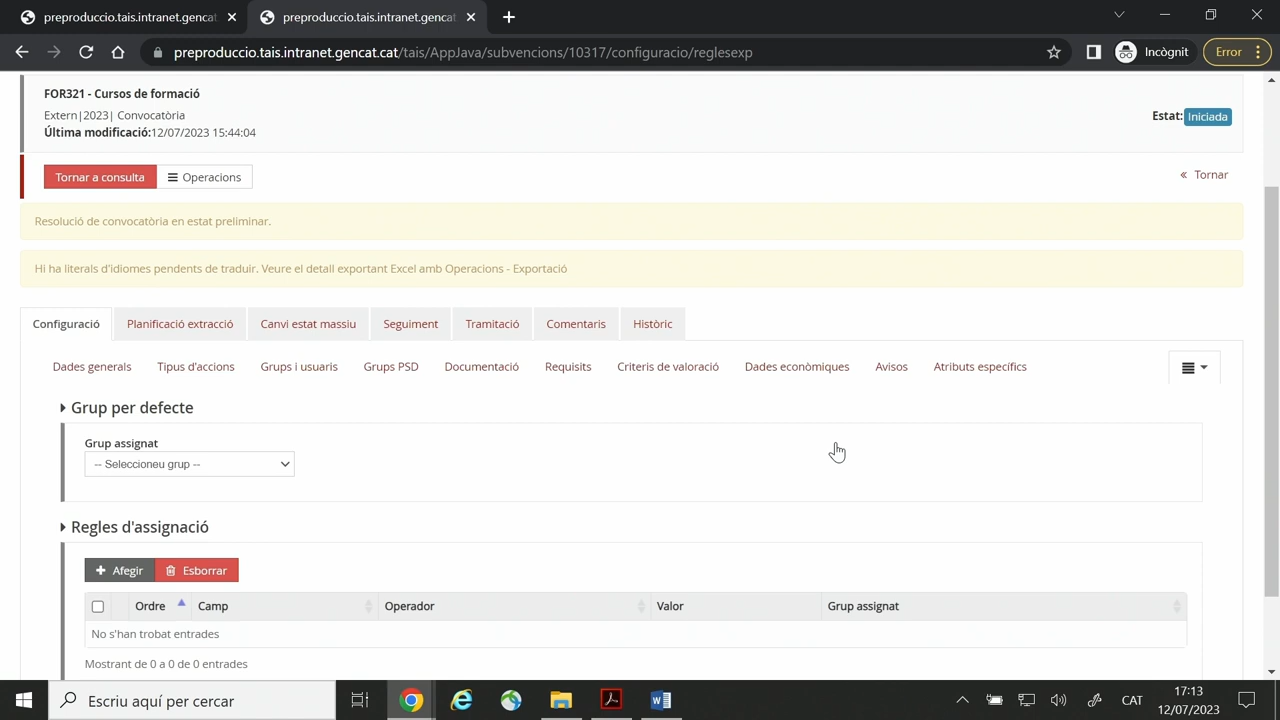 preproduccio.tais.intranet.gencat
preproduccio.tais.intranet.gencat
preproduccio.tais.intranet.gencat.cat/tais/AppJava/subvencions/10317/configuracio/reglesexp
Incògnit
Error
FOR321 - Cursos de formació
Extern|2023| Convocatòria
Estat: Iniciada
Última modificació:12/07/2023 15:44:04
Tornar a consulta
Operacions
« Tornar
Resolució de convocatòria en estat preliminar.
Hi ha literals d'idiomes pendents de traduir. Veure el detall exportant Excel amb Operacions - Exportació
Configuració Planificació extracció Canvi estat massiu Seguiment Tramitació Comentaris Històric
Dades generals Tipus d'accions Grups i usuaris Grups PSD Documentació Requisits Criteris de valoració Dades econòmiques Avisos Atributs específics
Grup per defecte
Grup assignat
-- Seleccioneu grup --
Regles d'assignació
Afegir Esborrar
Ordre Camp Operador Valor Grup assignat
No s'han trobat entrades
Mostrant de 0 a 0 de 0 entrades
Escriu aquí per cercar
CAT
17:13
12/07/2023